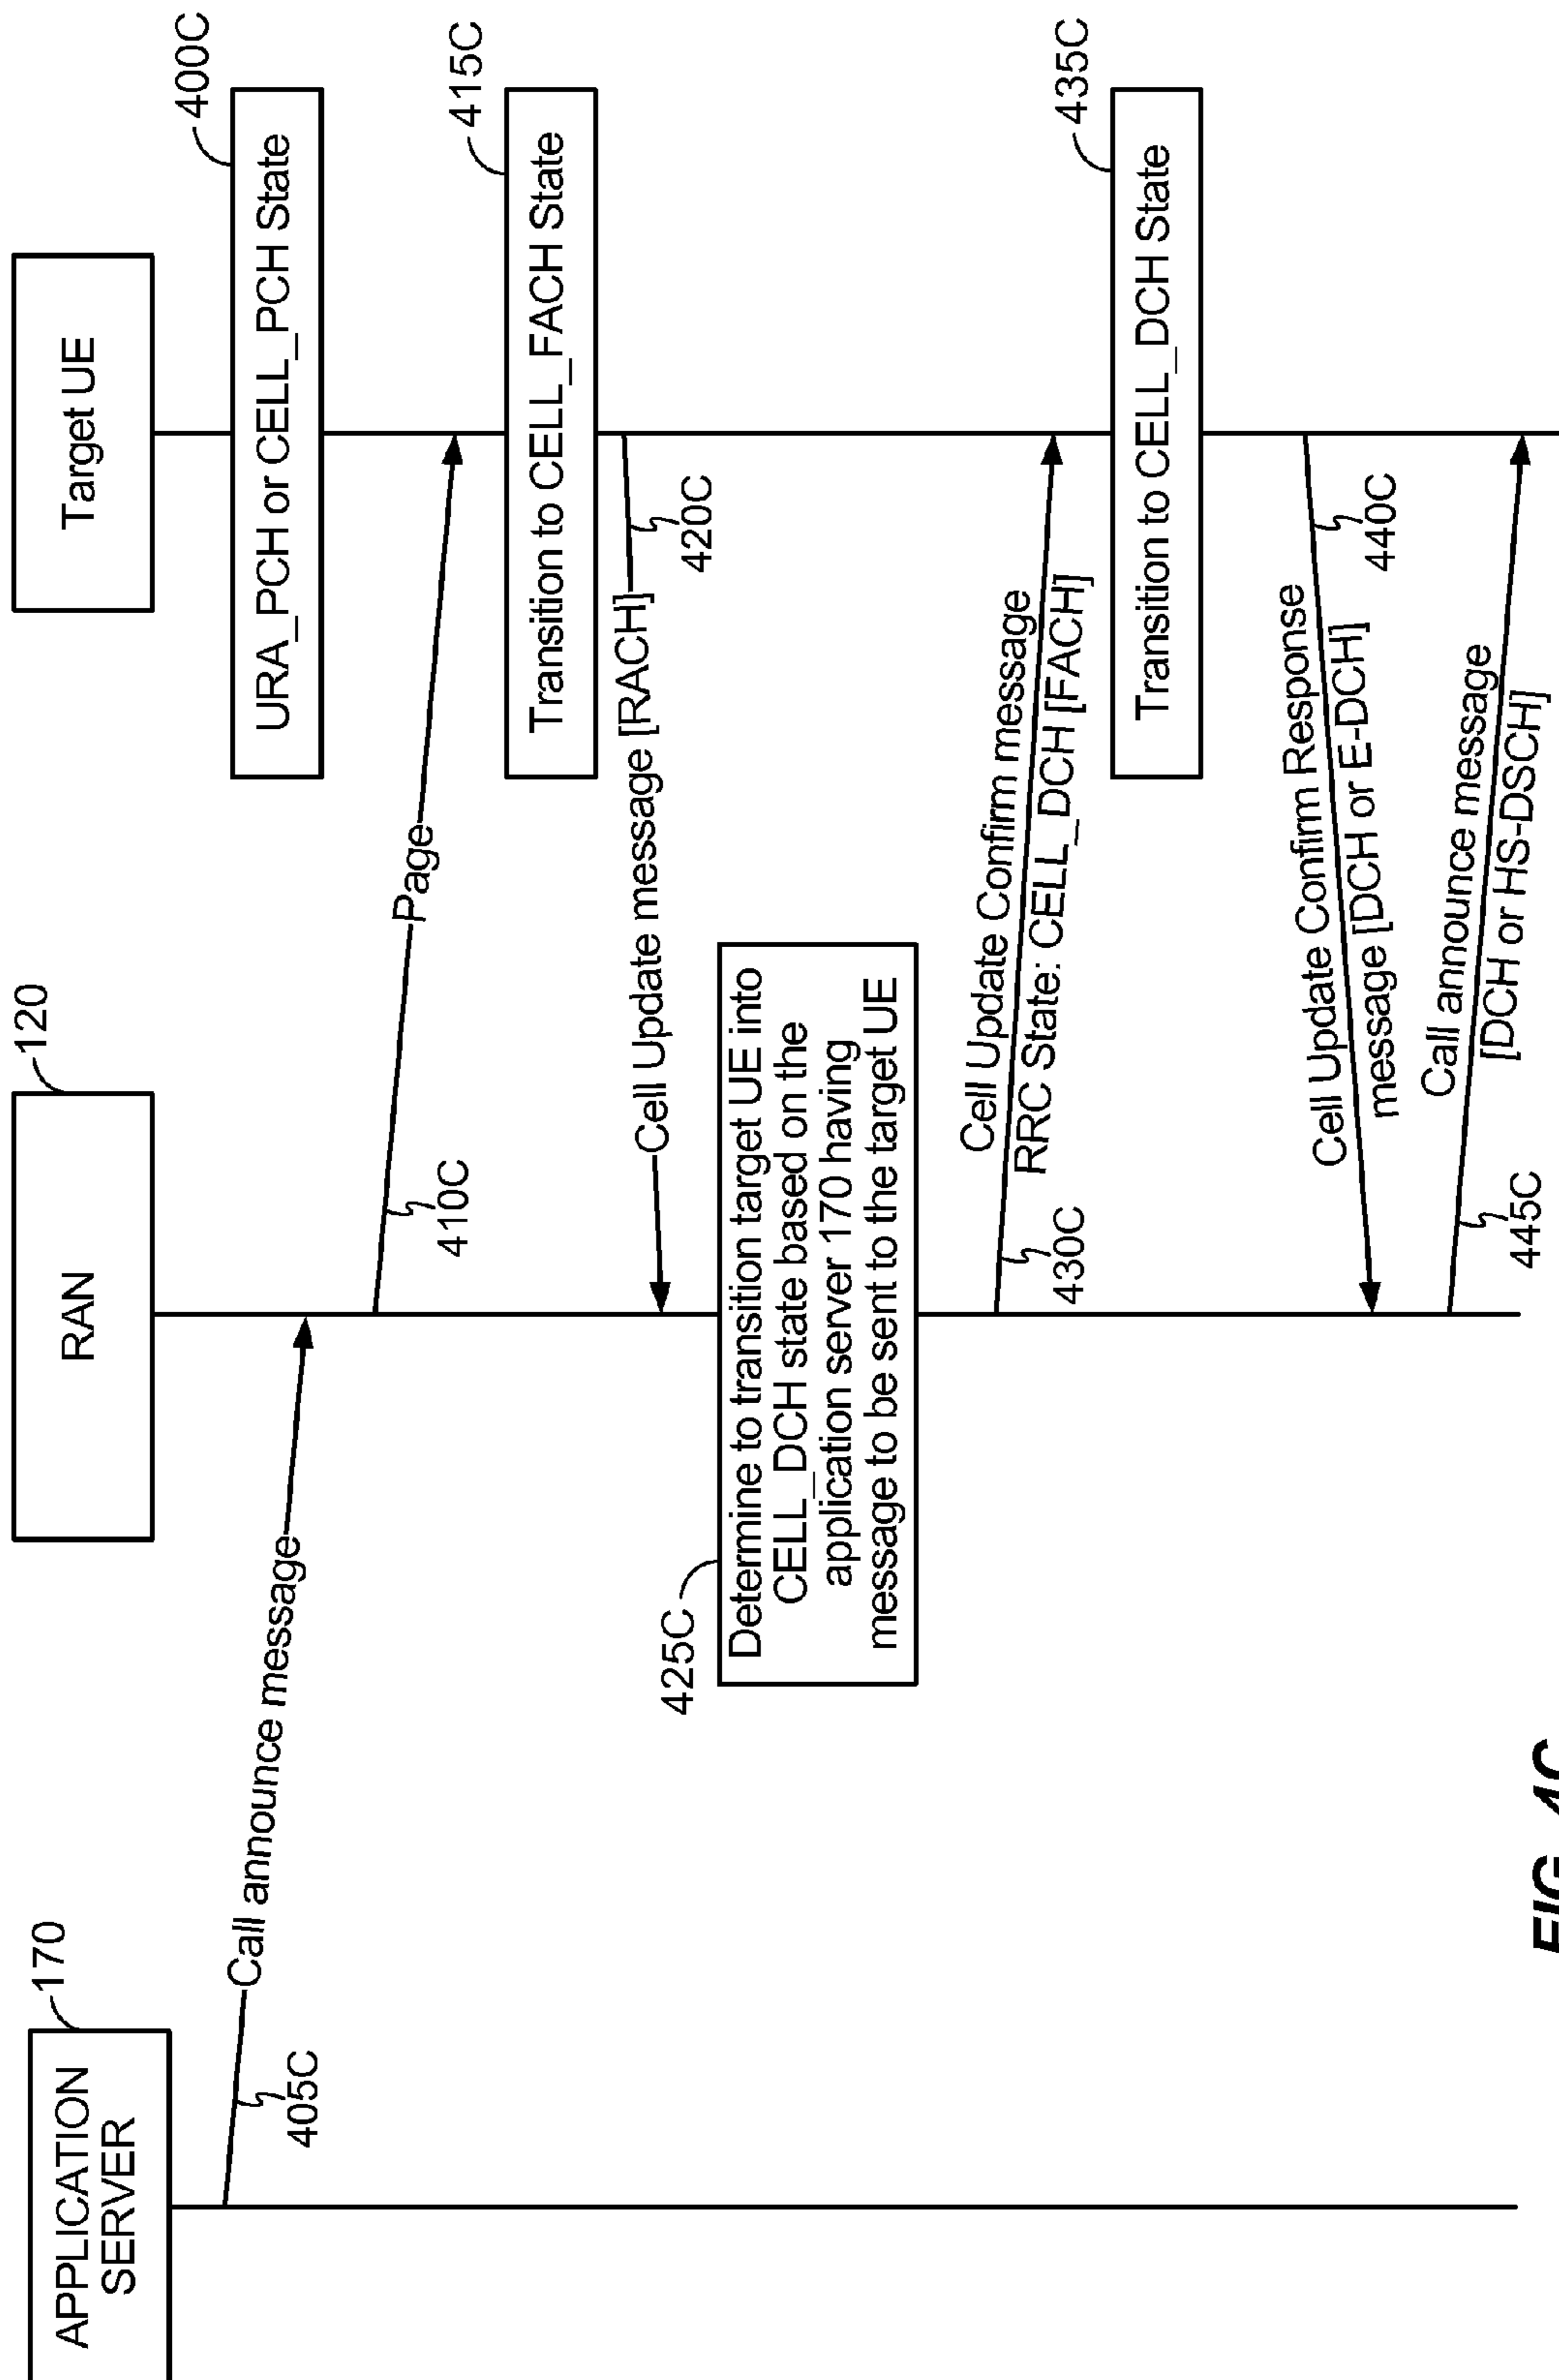 APPLICATION
SERVER
170
RAN
120
Target UE
URA_PCH or CELL_PCH State
400C
Call announce message
405C
Page
410C
Transition to CELL_FACH State
415C
Cell Update message [RACH]
420C
Determine to transition target UE into
CELL_DCH state based on the
application server 170 having
message to be sent to the target UE
425C
Cell Update Confirm message
RRC State: CELL_DCH [FACH]
430C
Transition to CELL_DCH State
435C
Cell Update Confirm Response
message [DCH or E-DCH]
440C
Call announce message
[DCH or HS-DSCH]
445C
FIG. 4C